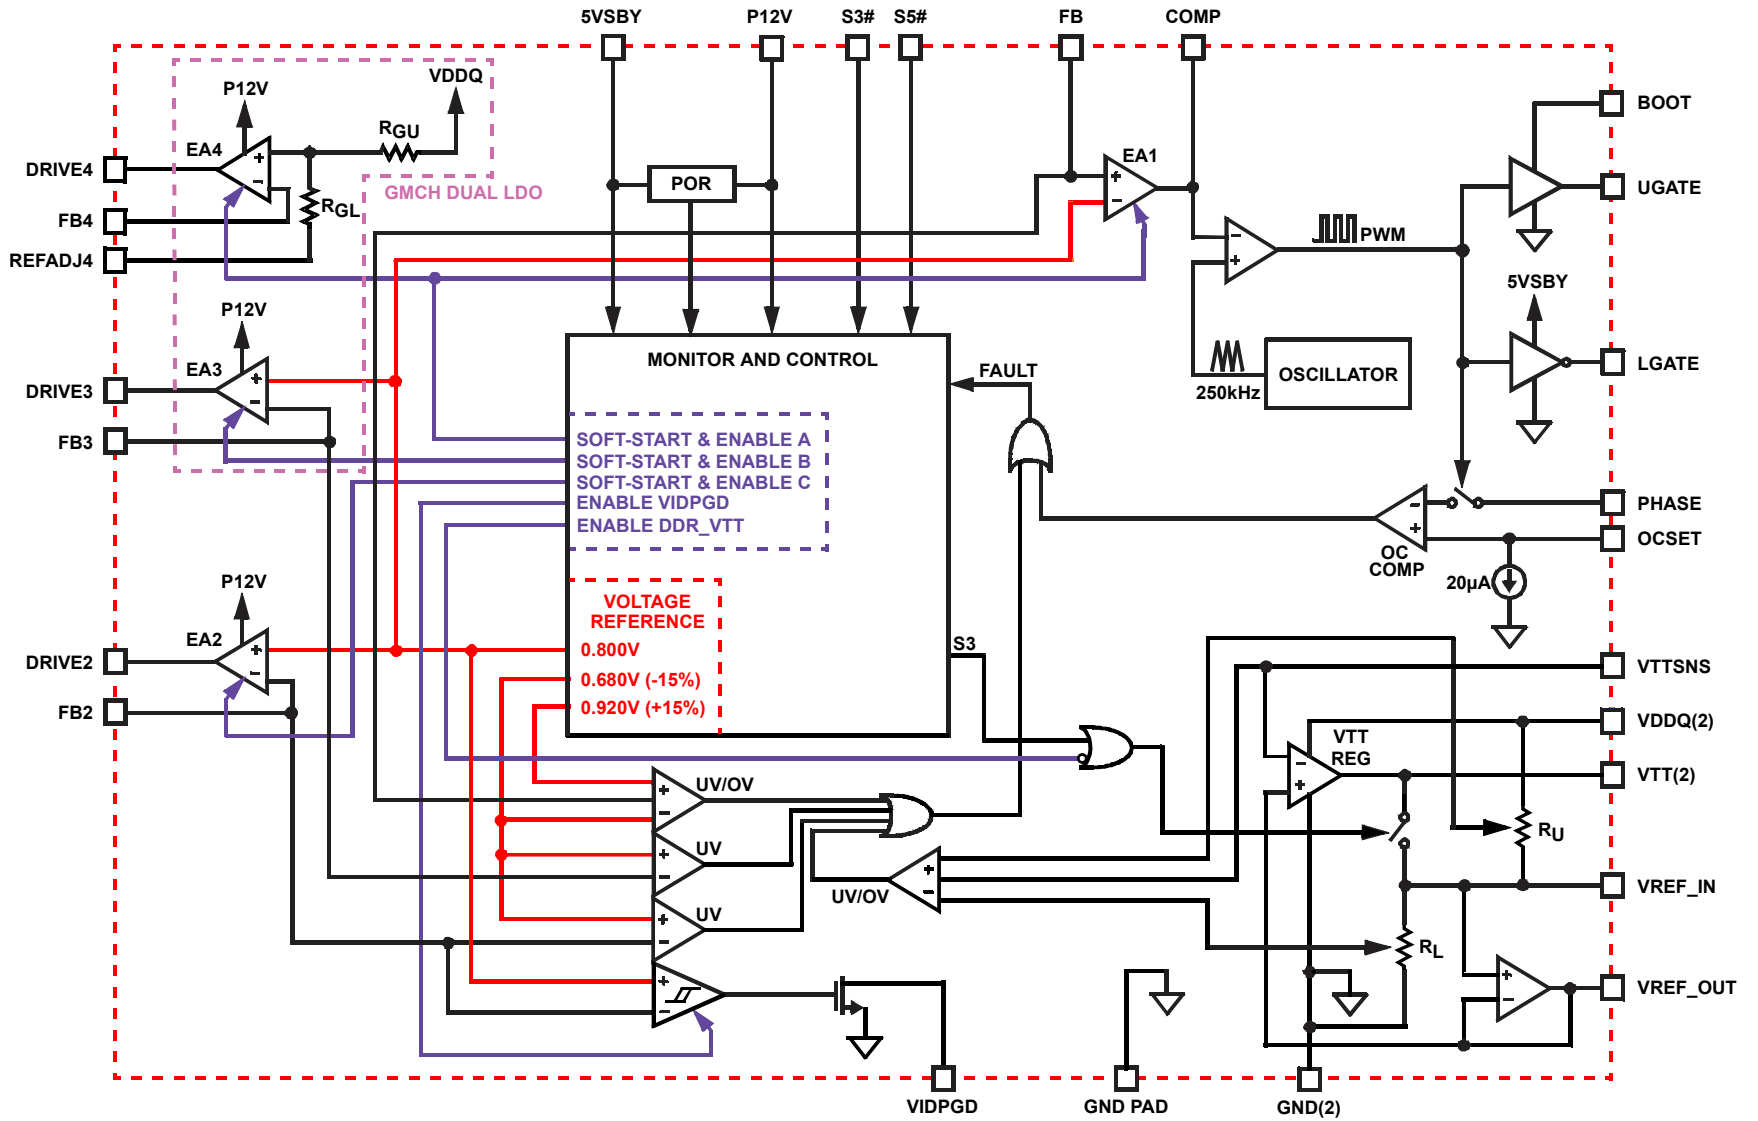 5VSBY
P12V
S3#
S5#
FB
COMP
VDDQ
P12V
BOOT
RGU
EA4
EA1
DRIVE4
POR
UGATE
GMCH DUAL LDO
RGL
FB4
PWM
REFADJ4
5VSBY
P12V
MONITOR AND CONTROL
FAULT
LGATE
EA3
OSCILLATOR
DRIVE3
250kHz
SOFT-START & ENABLE A
FB3
SOFT-START & ENABLE B
SOFT-START & ENABLE C
ENABLE VIDPGD
PHASE
ENABLE DDR_VTT
OCSET
OC
COMP
P12V
20µA
VOLTAGE
REFERENCE
EA2
0.800V
S3
DRIVE2
VTTSNS
0.680V (-15%)
0.920V (+15%)
FB2
VDDQ(2)
VTT
REG
VTT(2)
UV/OV
RU
UV
VREF_IN
UV/OV
UV
RL
VREF_OUT
VIDPGD
GND PAD
GND(2)